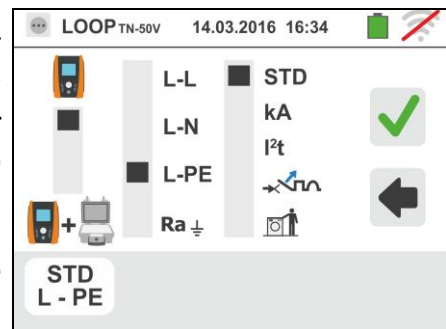 LOOP TN-50V 14.03.2016 16:34
L-L STD
L-N kA
I²t
L-PE
Ra
STD
L - PE